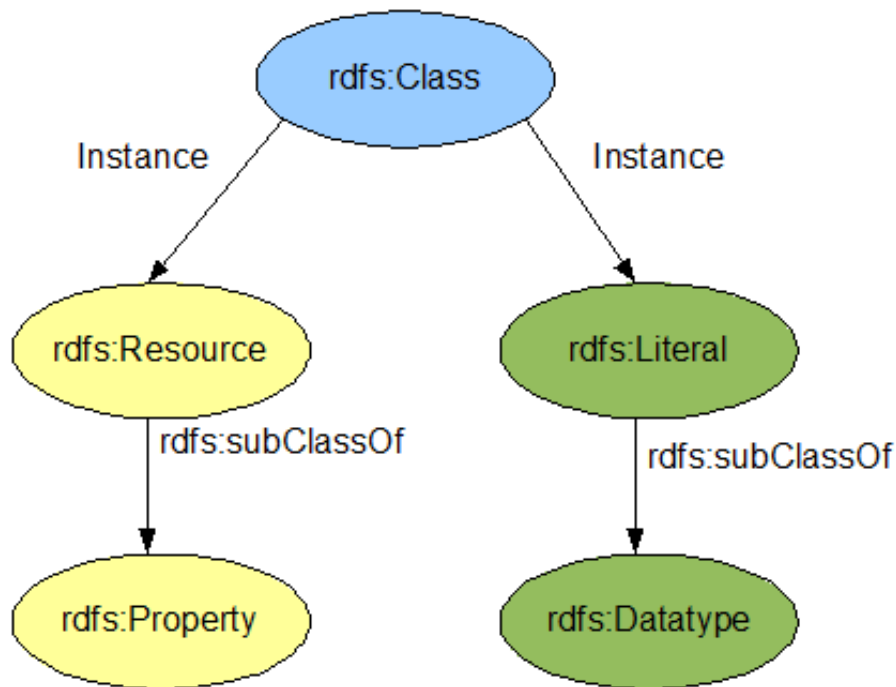 rdfs:Class
Instance
Instance
rdfs:Resource
rdfs:Literal
rdfs:subClassOf
rdfs:subClassOf
rdfs:Property
rdfs:Datatype